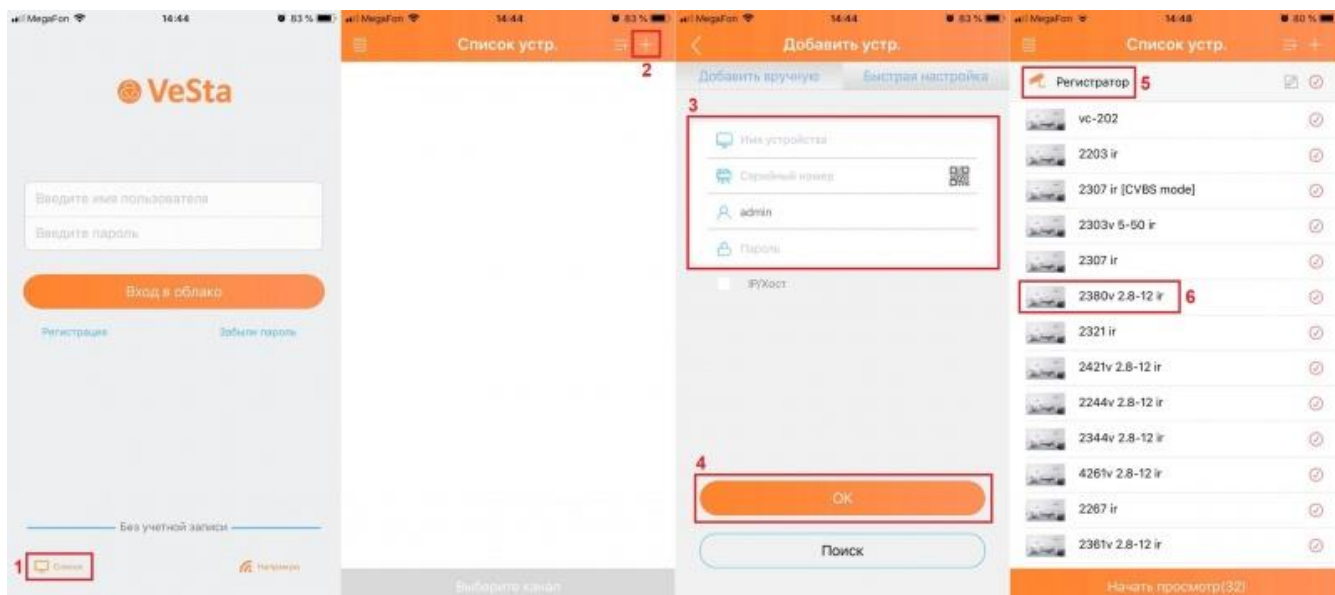 MegaFon
14:44
83 %
VeSta
Введите имя пользователя
Введите пароль
Вход в облако
Регистрация
Забыли пароль
Без учетной записи
1
Список
Напрямую
MegaFon
14:44
83 %
Список устр.
2
Выберите канал
MegaFon
14:44
83 %
Добавить устр.
Добавить вручную
Быстрая настройка
3
Имя устройства
Серийный номер
admin
Пароль
IP/Хост
4
OK
Поиск
MegaFon
14:48
80 %
Список устр.
Регистратор
5
vc-202
2203 ir
2307 ir [CVBS mode]
2303v 5-50 ir
2307 ir
2380v 2.8-12 ir
6
2321 ir
2421v 2.8-12 ir
2244v 2.8-12 ir
2344v 2.8-12 ir
4261v 2.8-12 ir
2267 ir
2361v 2.8-12 ir
Начать просмотр(32)